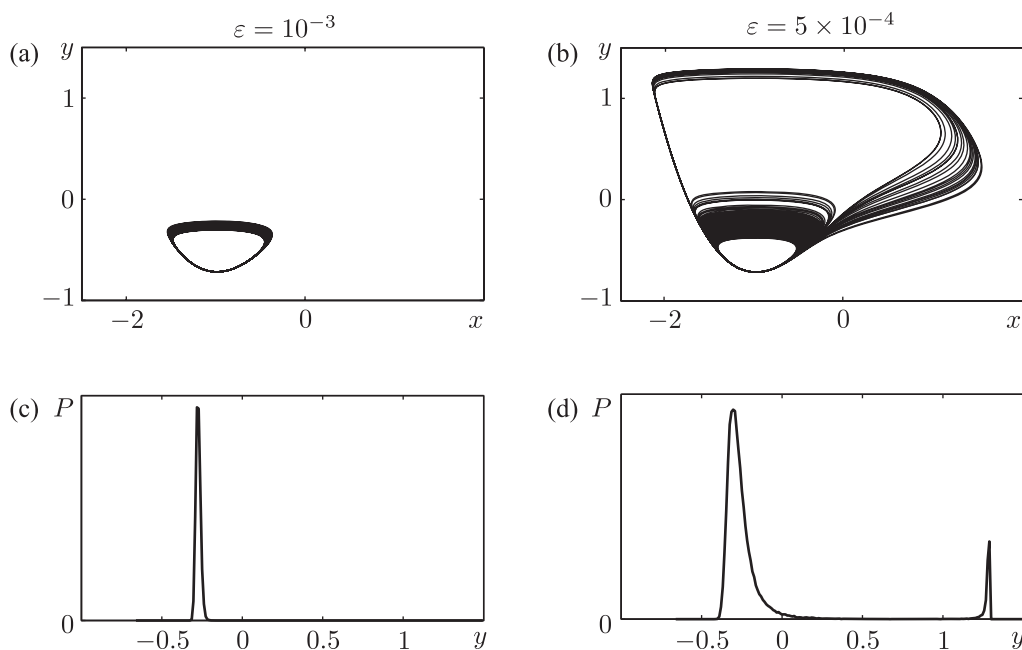 ε = 10⁻³
ε = 5 × 10⁻⁴
(a) y
1
0
−1
−2 0 x
(b) y
1
0
−1
−2 0 x
(c) P
0
−0.5 0 0.5 1 y
(d) P
0
−0.5 0 0.5 1 y